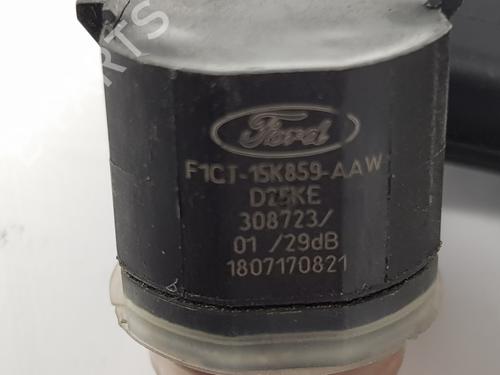 Ford
F1CT-15K859-AAW
D25KE
308723/
01 /29dB
1807170821